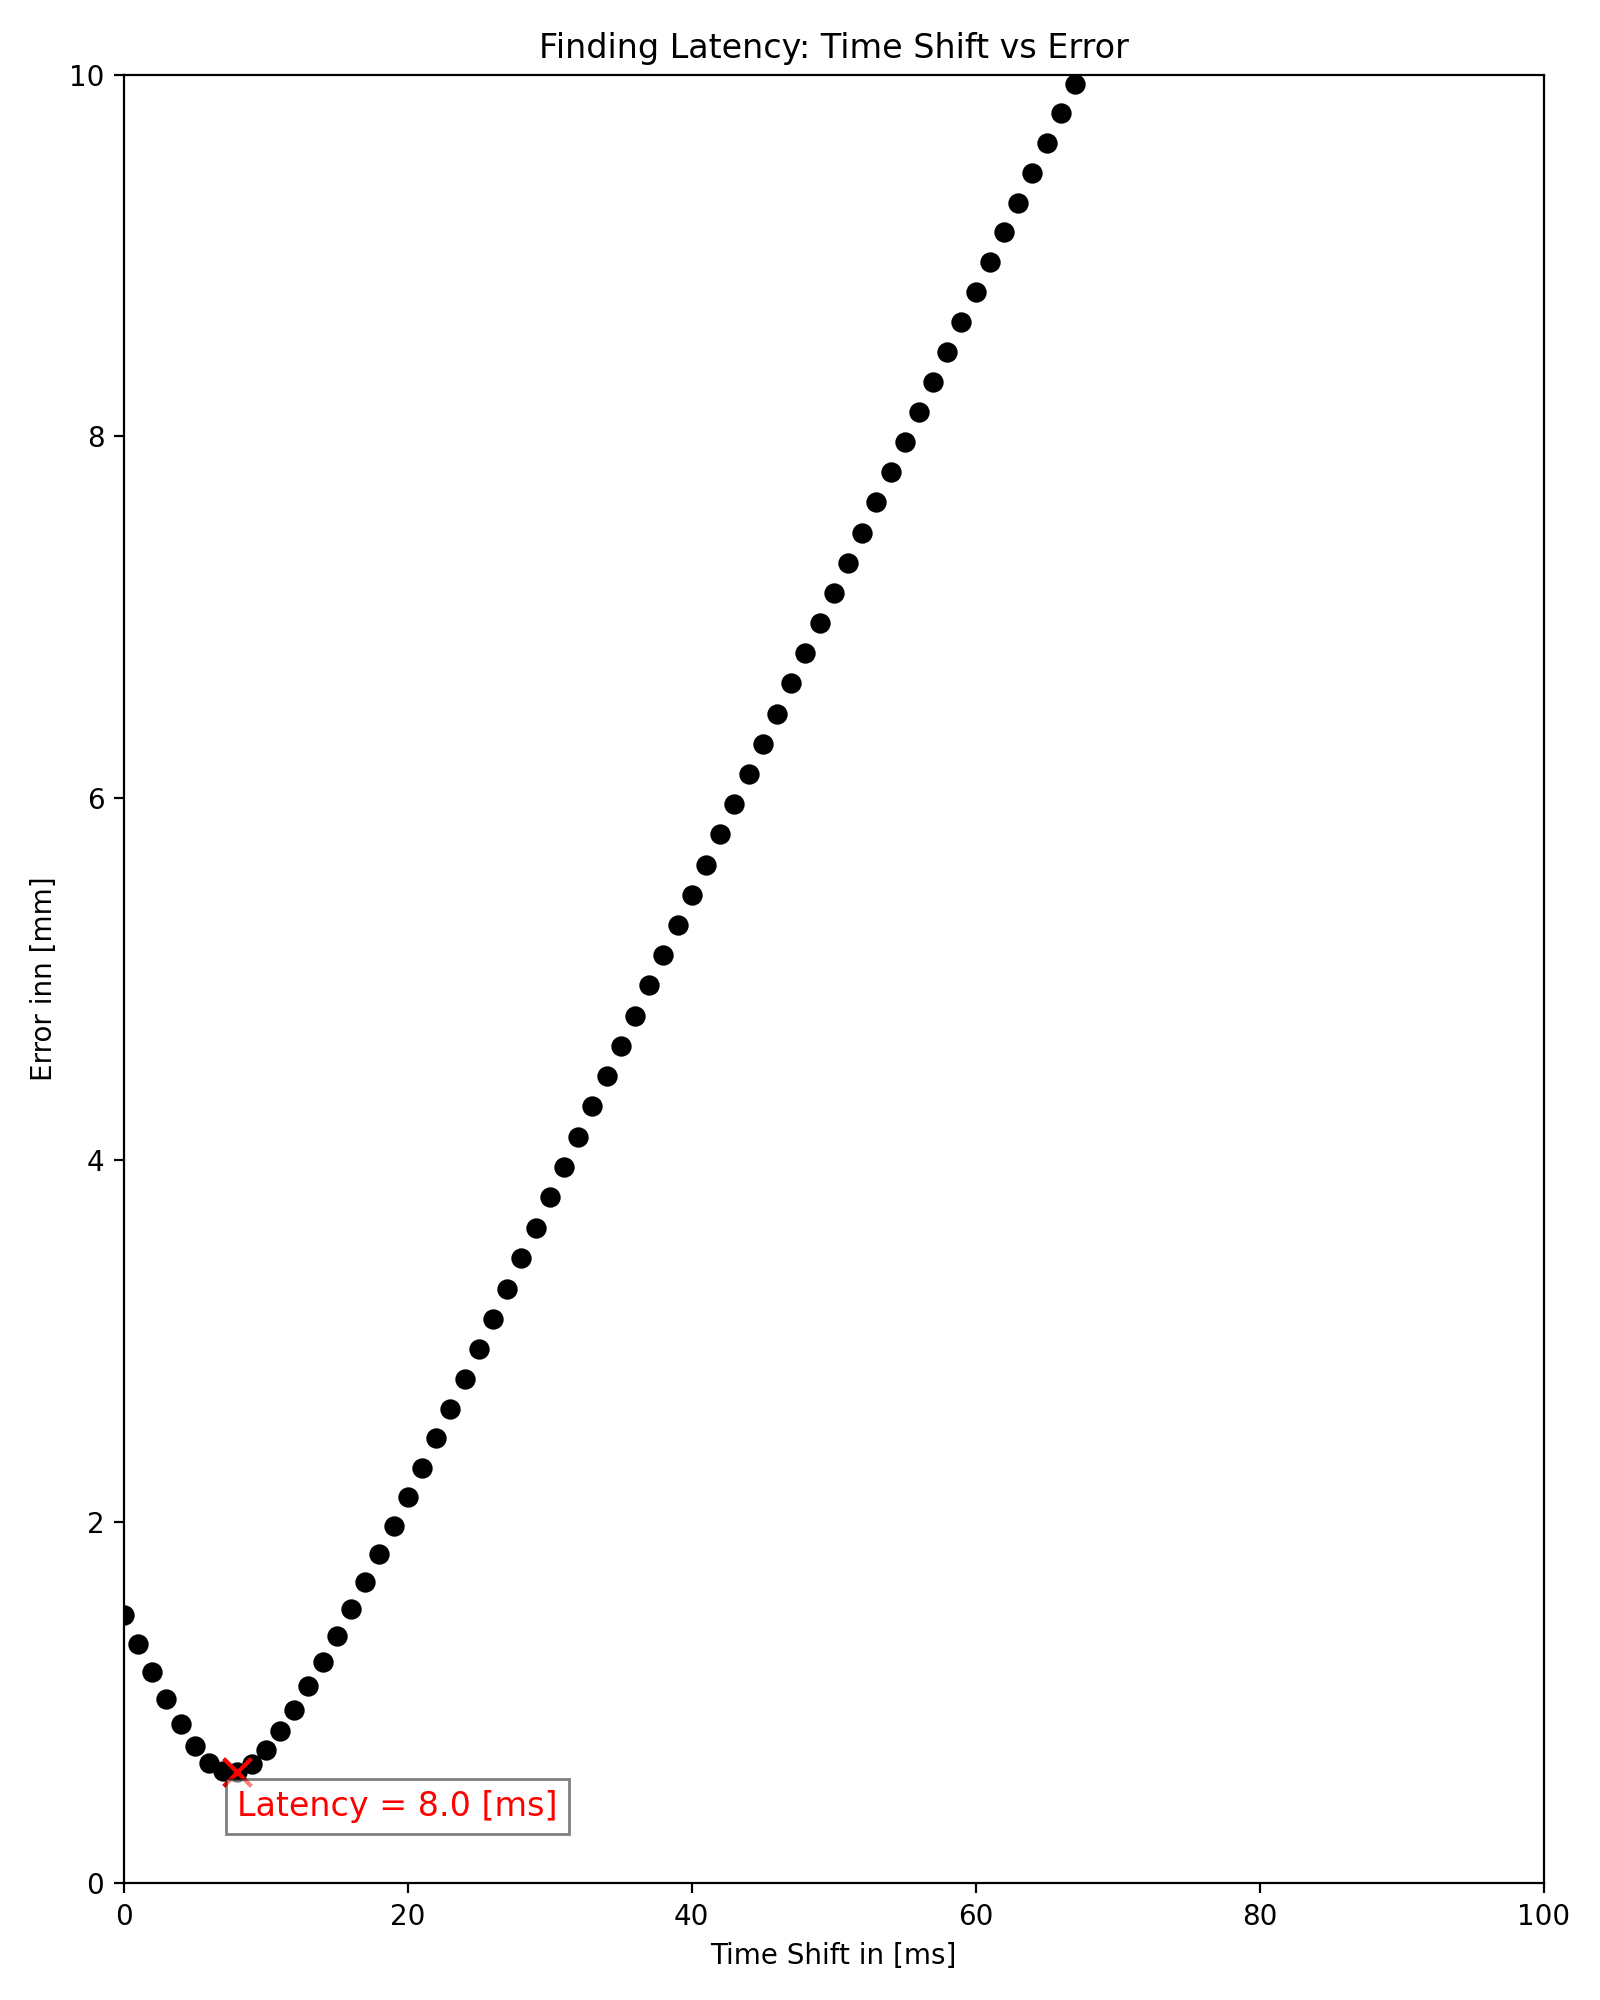 Finding Latency: Time Shift vs Error
10
8
6
4
2
0
Error inn [mm]
Latency = 8.0 [ms]
0 20 40 60 80 100
Time Shift in [ms]